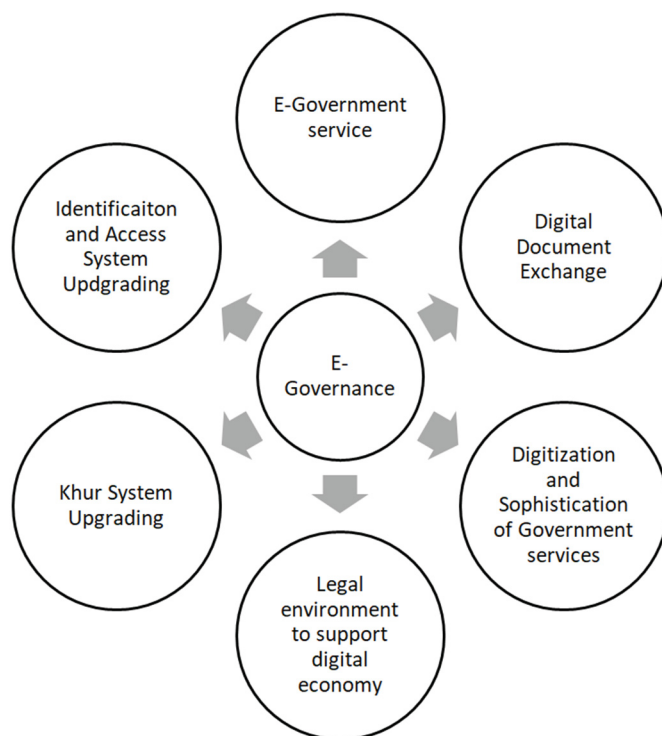 E-Government
service
Identificaiton
and Access
System
Updgrading
Digital
Document
Exchange
E-
Governance
Khur System
Upgrading
Digitization
and
Sophistication
of Government
services
Legal
environment
to support
digital
economy